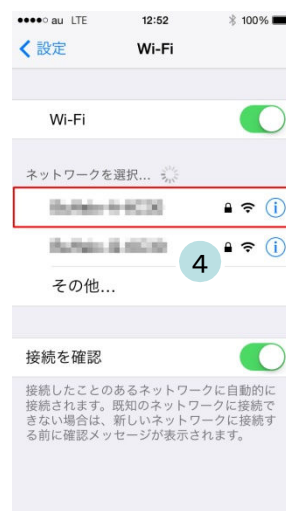 au LTE 12:52 100%
設定 Wi-Fi
Wi-Fi
ネットワークを選択...
4
その他...
接続を確認
接続したことのあるネットワークに自動的に
接続されます。既知のネットワークに接続で
きない場合は、新しいネットワークに接続す
る前に確認メッセージが表示されます。